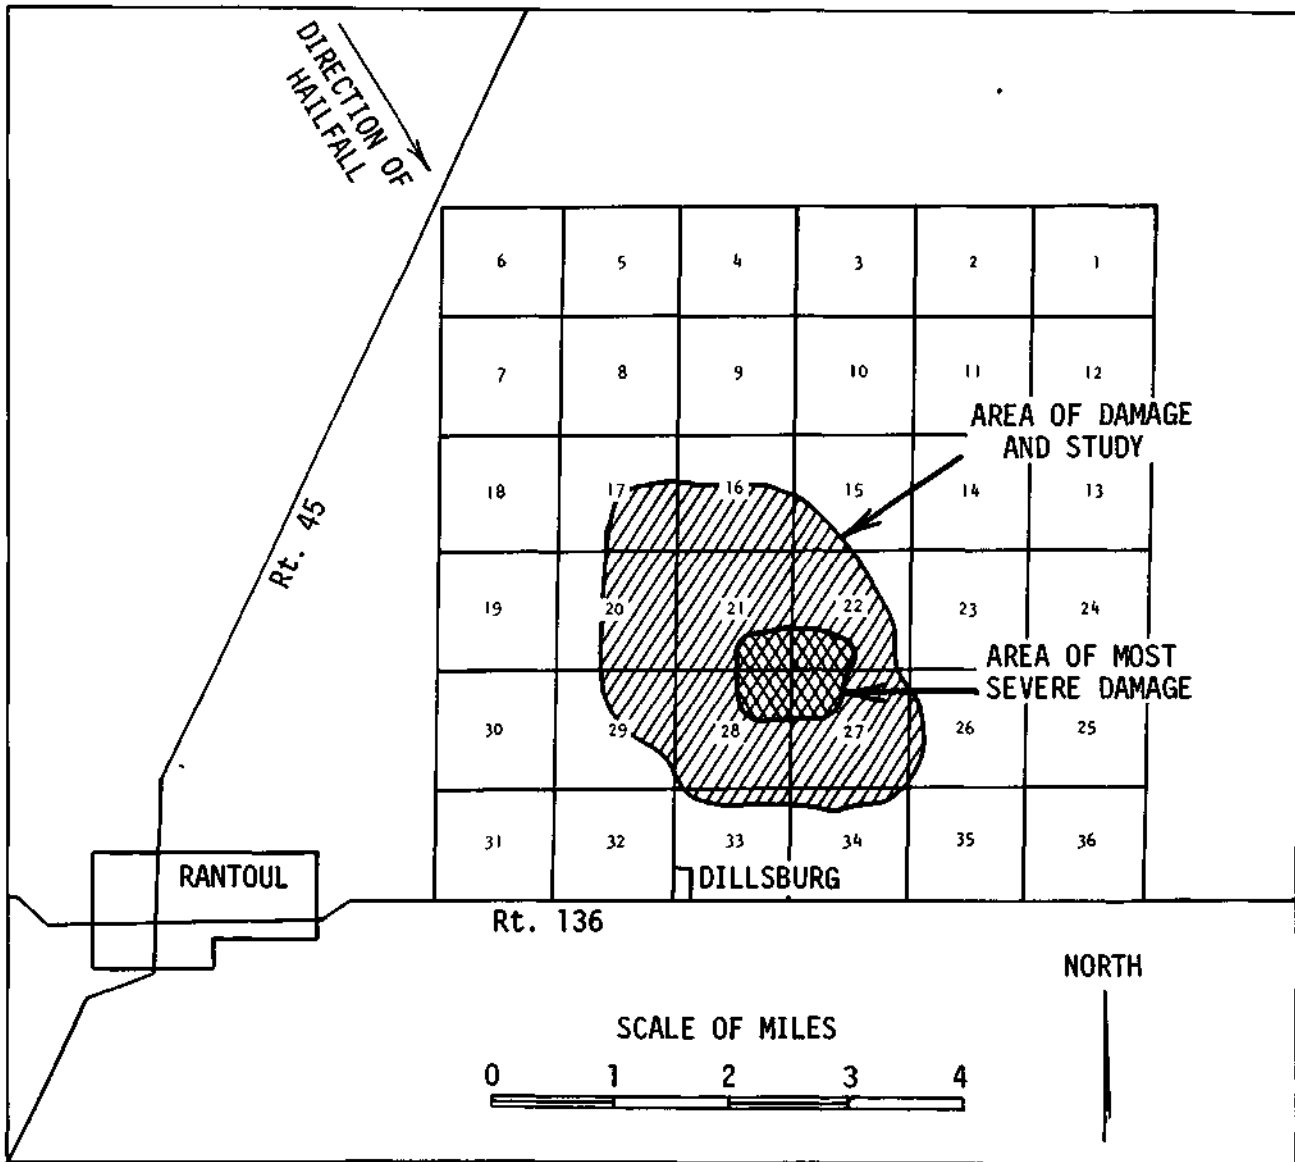 DIRECTION OF
HAILFALL
Rt. 45
6 5 4 3 2 1
7 8 9 10 11 12
AREA OF DAMAGE
AND STUDY
18 17 16 15 14 13
19 20 21 22 23 24
AREA OF MOST
SEVERE DAMAGE
30 29 28 27 26 25
31 32 33 34 35 36
RANTOUL
DILLSBURG
Rt. 136
NORTH
SCALE OF MILES
0 1 2 3 4